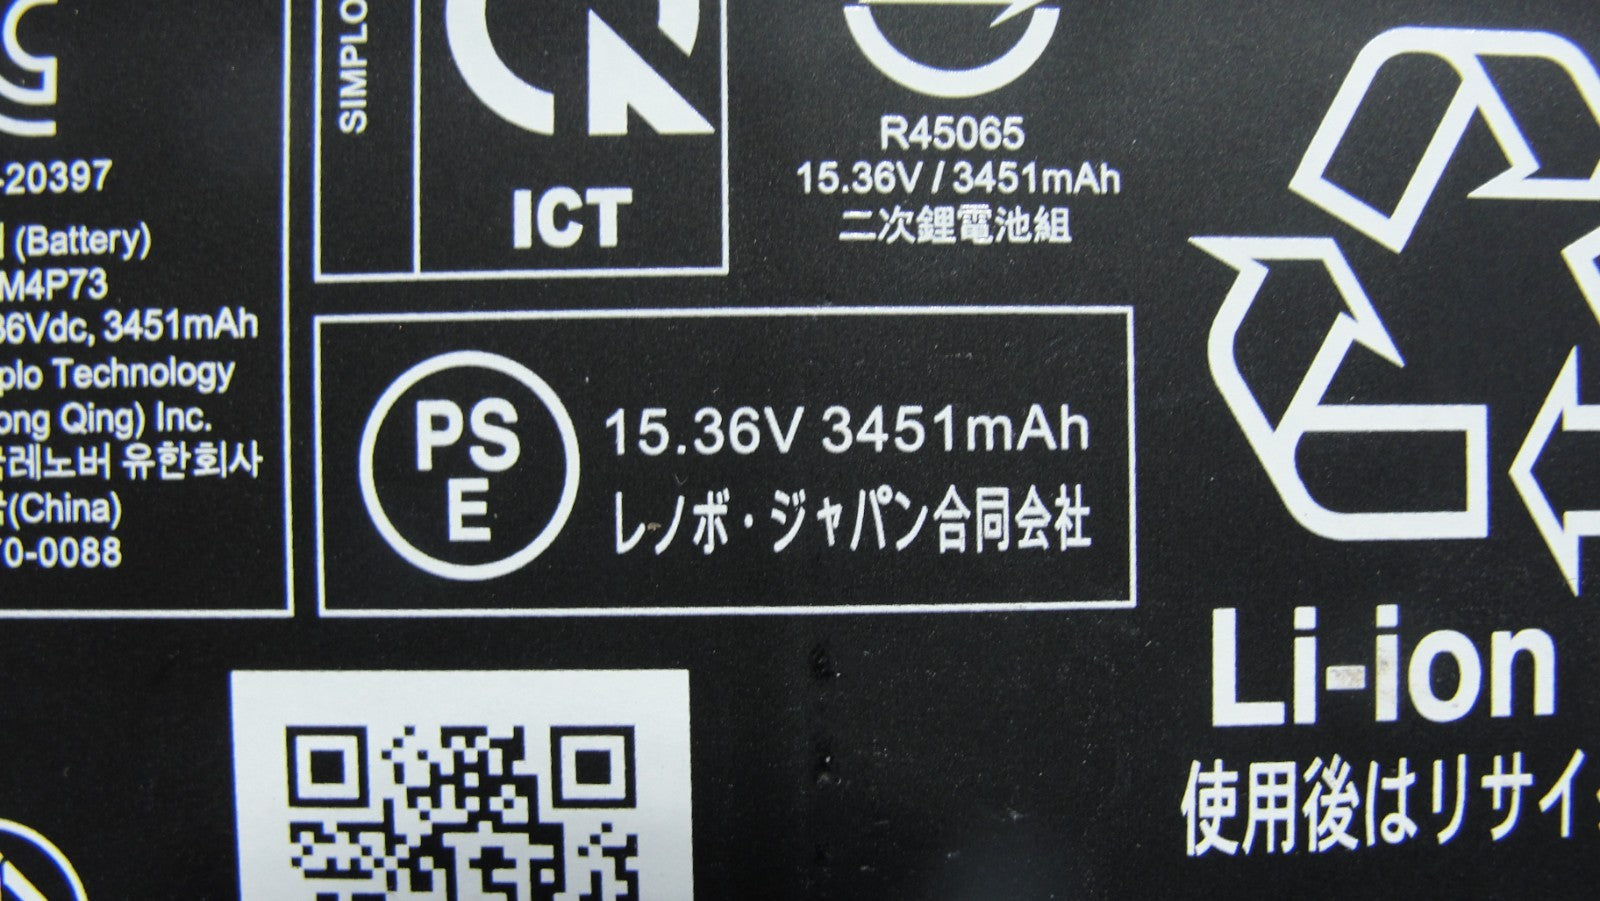 -20397
(Battery)
M4P73
36Vdc, 3451mAh
plo Technology
ong Qing) Inc.
레노버 유한회사
(China)
70-0088
SIMPLO
ICT
R45065
15.36V / 3451mAh
二次鋰電池組
PS
E
15.36V 3451mAh
レノボ・ジャパン合同会社
Li-ion
使用後はリサイ